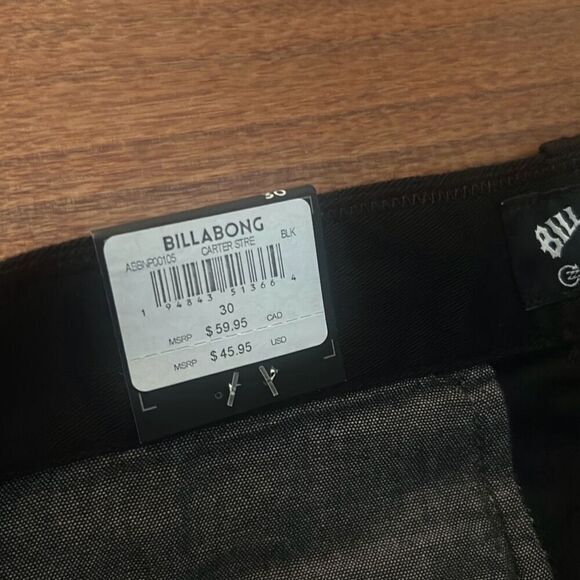 30
BILLABONG
ABBNP00105 CARTER STRE BLK
1 94843 51366 4
30
MSRP $59.95 CAD
MSRP $45.95 USD
BILL